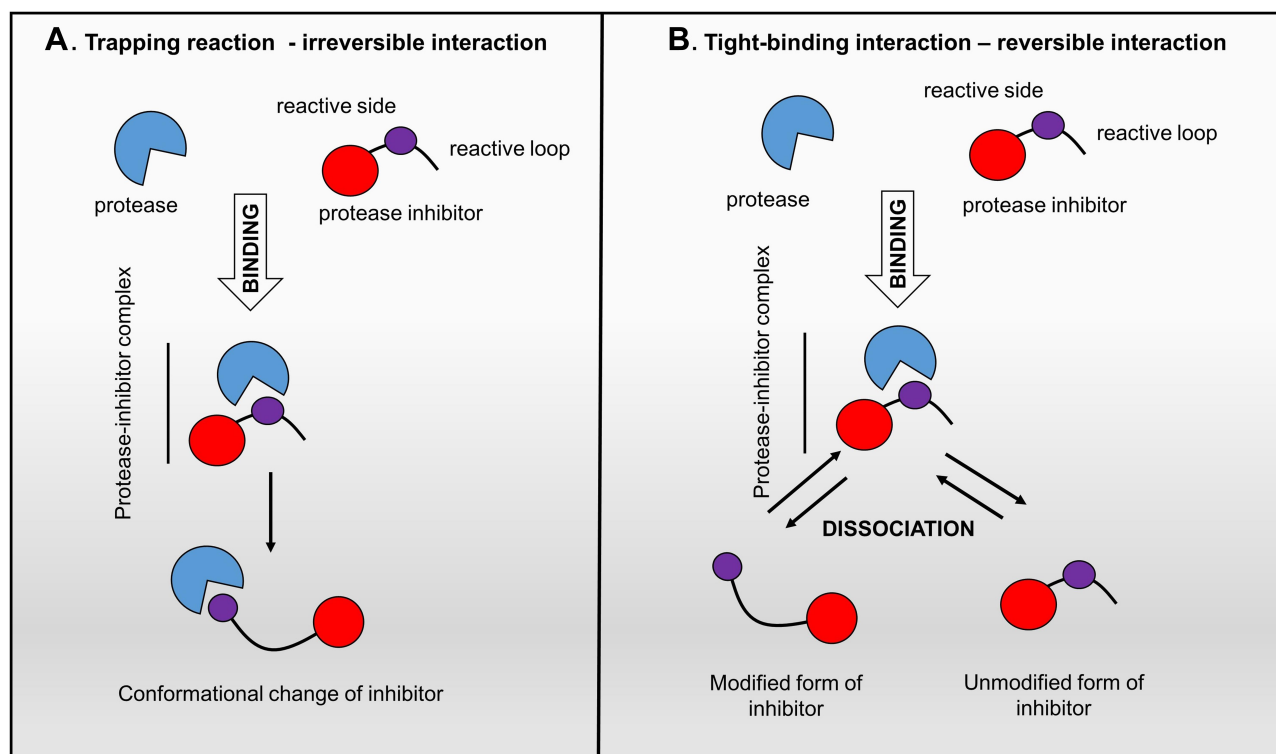 A. Trapping reaction - irreversible interaction
reactive side
reactive loop
protease
protease inhibitor
BINDING
Protease-inhibitor complex
Conformational change of inhibitor
B. Tight-binding interaction – reversible interaction
reactive side
reactive loop
protease
protease inhibitor
BINDING
Protease-inhibitor complex
DISSOCIATION
Modified form of
inhibitor
Unmodified form of
inhibitor